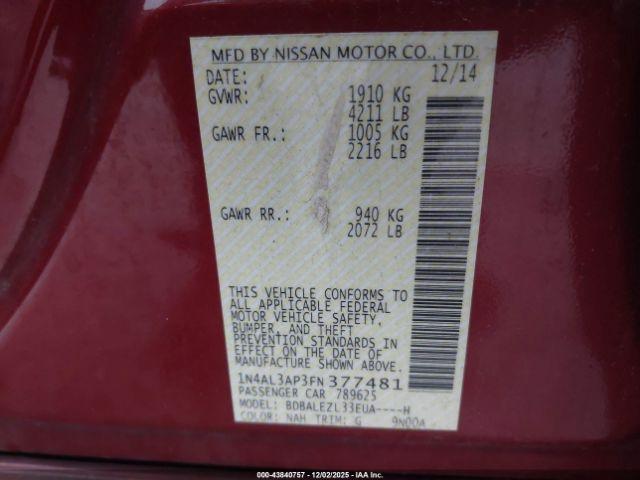 MFD BY NISSAN MOTOR CO., LTD.
DATE: 12/14
GVWR: 1910 KG
4211 LB
GAWR FR.: 1005 KG
2216 LB
GAWR RR.: 940 KG
2072 LB
THIS VEHICLE CONFORMS TO
ALL APPLICABLE FEDERAL
MOTOR VEHICLE SAFETY,
BUMPER, AND THEFT
PREVENTION STANDARDS
IN EFFECT ON THE DATE OF
MANUFACTURE SHOWN ABOVE.
1N4AL3AP3FN377481
PASSENGER CAR 789625
MODEL: BDBALEZL33EUA----H
COLOR: NAH TRIM: G 9N00A
000-43840757 - 12/02/2025 - IAAI.COM